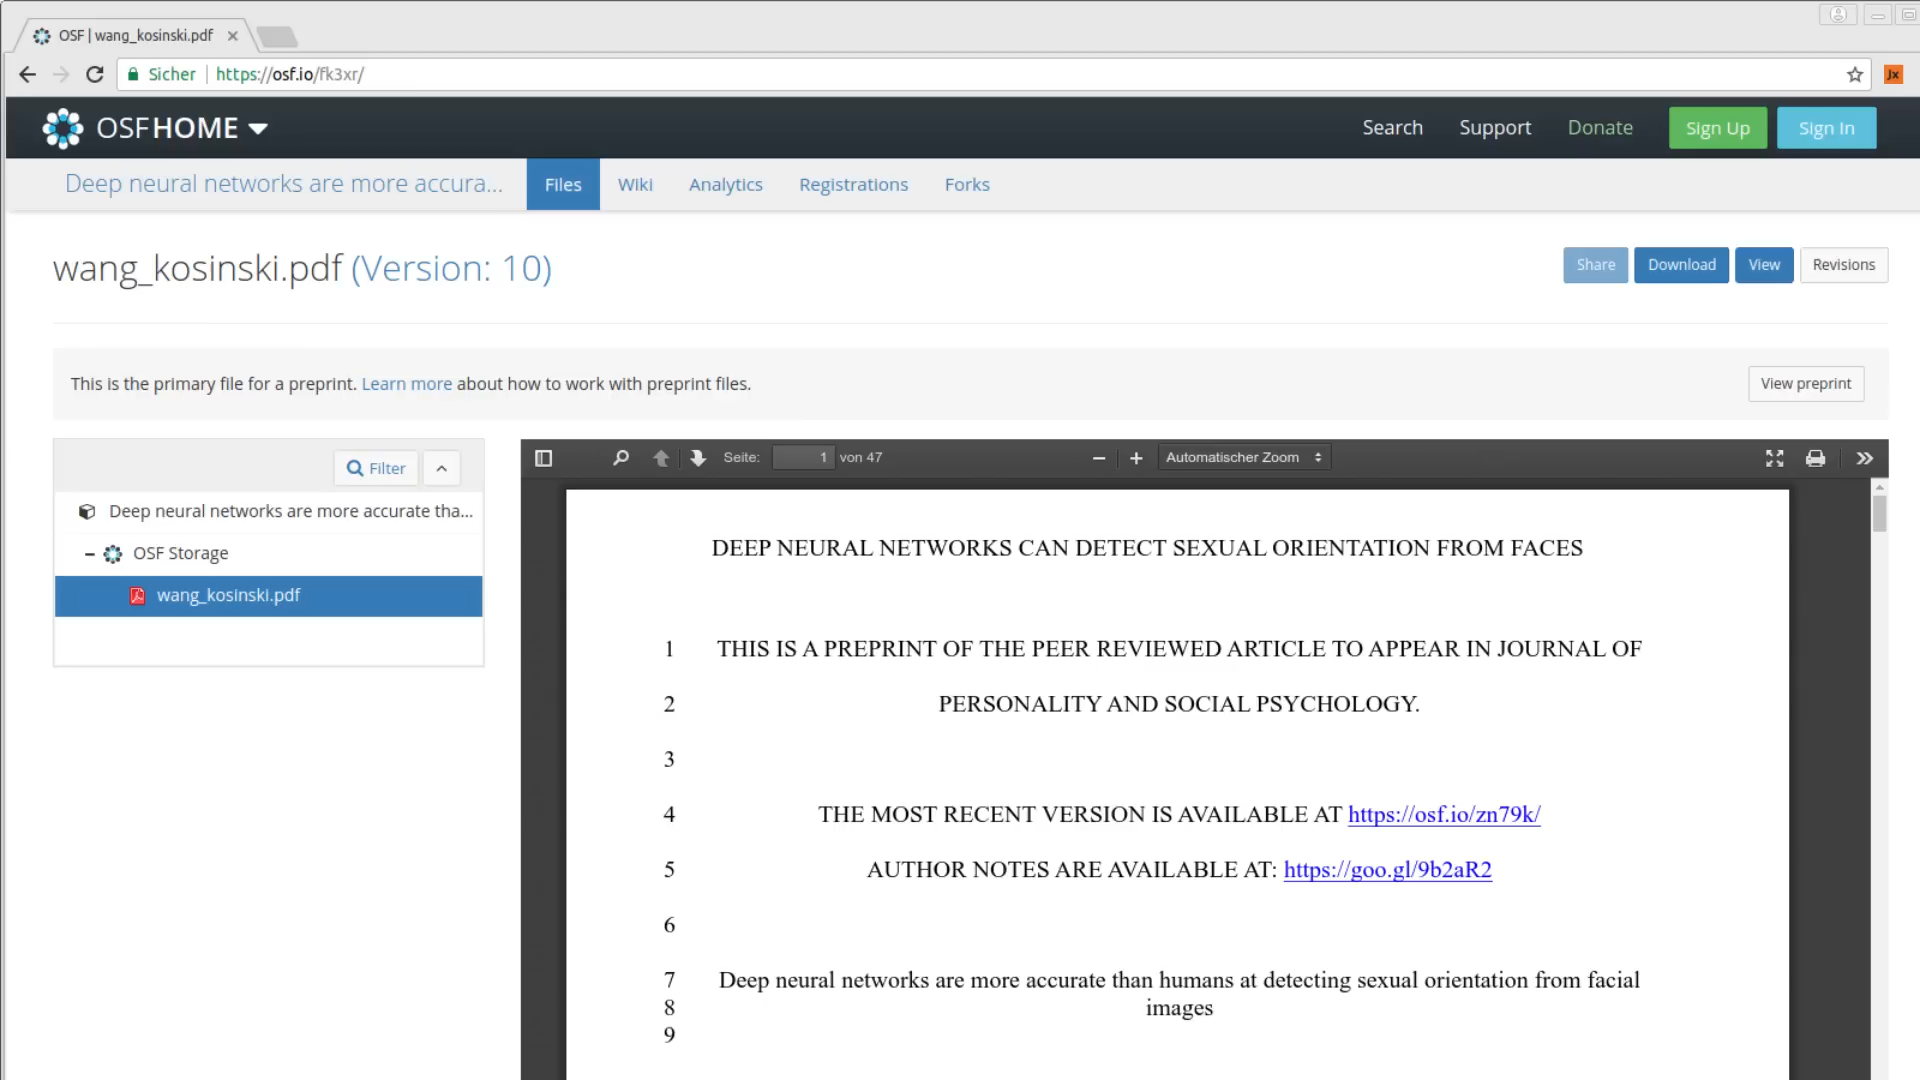 OSF | wang_kosinski.pdf
Sicher https://osf.io/fk3xr/
Jx
OSFHOME
Search Support Donate Sign Up Sign In
Deep neural networks are more accura...
Files Wiki Analytics Registrations Forks
wang_kosinski.pdf (Version: 10)
Share Download View Revisions
This is the primary file for a preprint. Learn more about how to work with preprint files.
View preprint
Filter
Deep neural networks are more accurate tha...
OSF Storage
wang_kosinski.pdf
Seite: 1 von 47
Automatischer Zoom
DEEP NEURAL NETWORKS CAN DETECT SEXUAL ORIENTATION FROM FACES
1 THIS IS A PREPRINT OF THE PEER REVIEWED ARTICLE TO APPEAR IN JOURNAL OF
2 PERSONALITY AND SOCIAL PSYCHOLOGY.
3
4 THE MOST RECENT VERSION IS AVAILABLE AT https://osf.io/zn79k/
5 AUTHOR NOTES ARE AVAILABLE AT: https://goo.gl/9b2aR2
6
7 Deep neural networks are more accurate than humans at detecting sexual orientation from facial
8 images
9